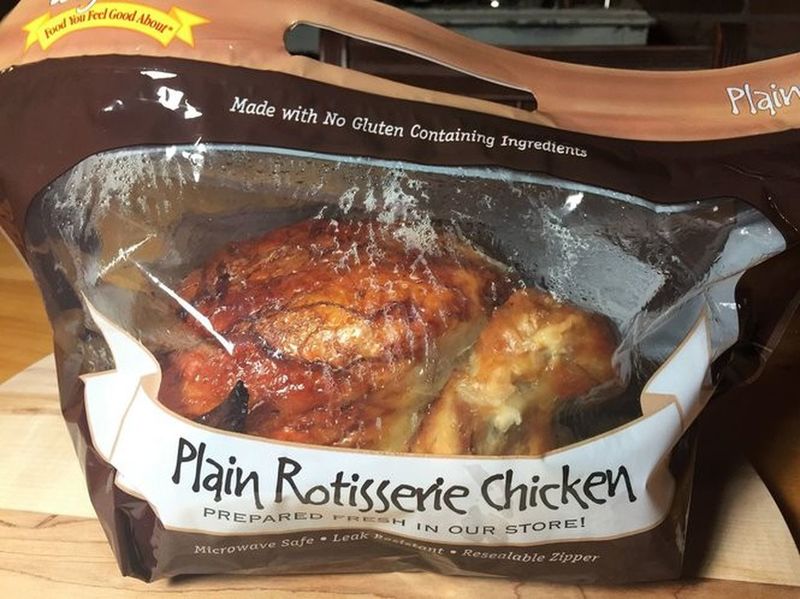 Food You Feel Good About
Plain
Made with No Gluten Containing Ingredients
Plain Rotisserie Chicken
PREPARED FRESH IN OUR STORE!
Microwave Safe • Leak Resistant • Resealable Zipper